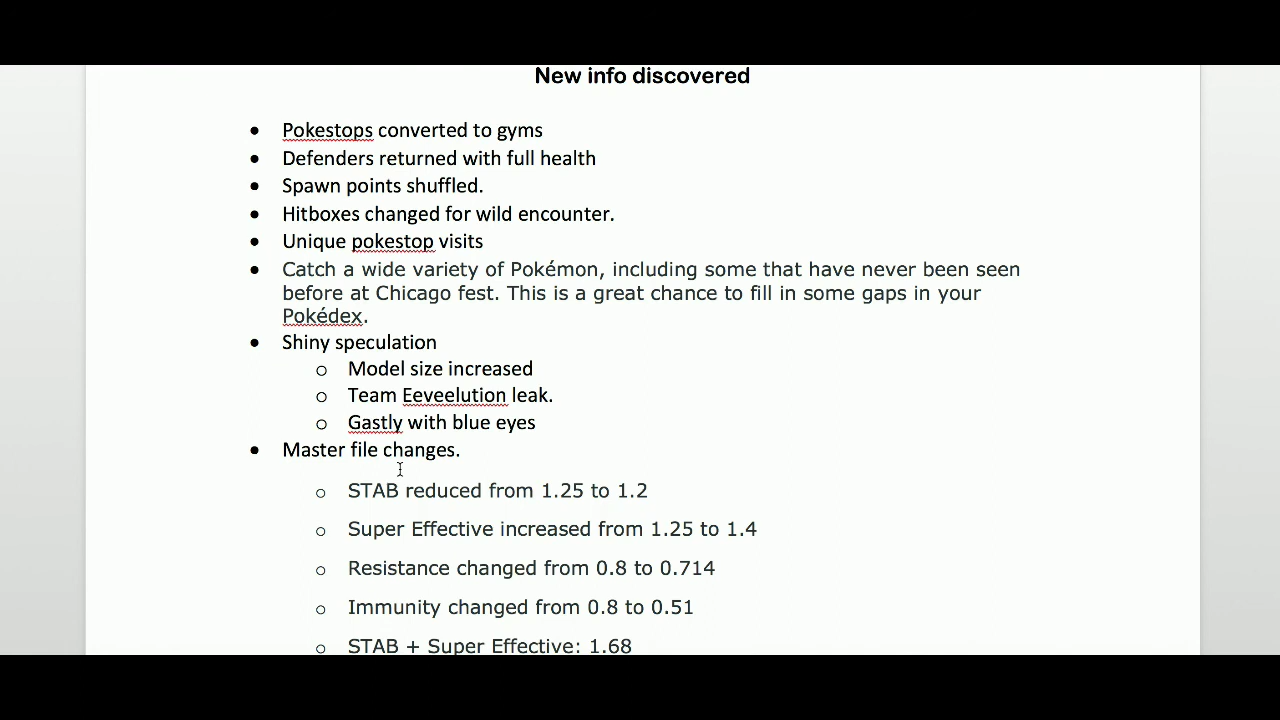 New info discovered
• Pokestops converted to gyms
• Defenders returned with full health
• Spawn points shuffled.
• Hitboxes changed for wild encounter.
• Unique pokestop visits
• Catch a wide variety of Pokémon, including some that have never been seen
before at Chicago fest. This is a great chance to fill in some gaps in your
Pokédex.
• Shiny speculation
o Model size increased
o Team Eeveelution leak.
o Gastly with blue eyes
• Master file changes.
o STAB reduced from 1.25 to 1.2
o Super Effective increased from 1.25 to 1.4
o Resistance changed from 0.8 to 0.714
o Immunity changed from 0.8 to 0.51
o STAB + Super Effective: 1.68